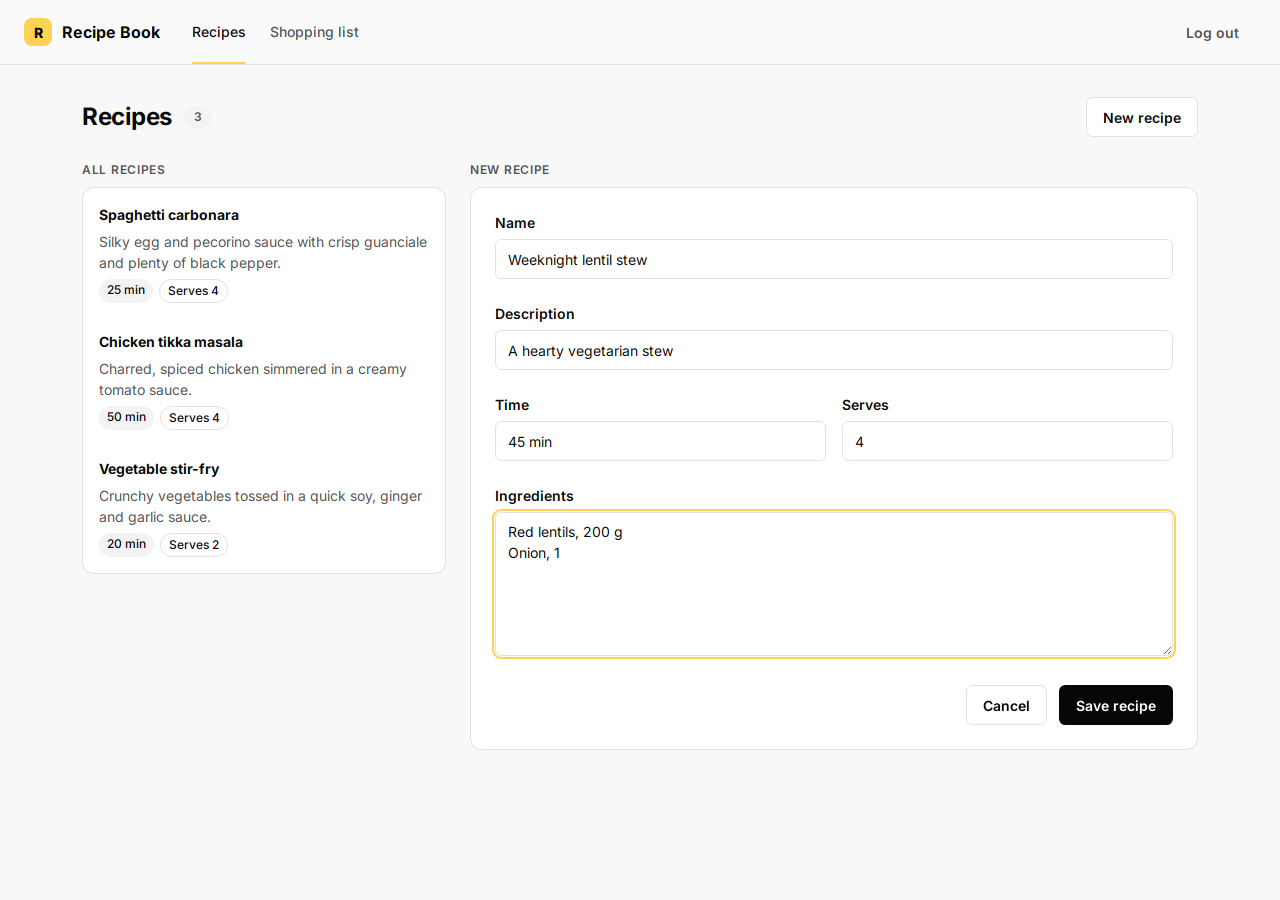 R Recipe Book Recipes Shopping list Log out
Recipes 3 New recipe
ALL RECIPES
Spaghetti carbonara
Silky egg and pecorino sauce with crisp guanciale
and plenty of black pepper.
25 min Serves 4
Chicken tikka masala
Charred, spiced chicken simmered in a creamy
tomato sauce.
50 min Serves 4
Vegetable stir-fry
Crunchy vegetables tossed in a quick soy, ginger
and garlic sauce.
20 min Serves 2
NEW RECIPE
Name
Weeknight lentil stew
Description
A hearty vegetarian stew
Time Serves
45 min 4
Ingredients
Red lentils, 200 g
Onion, 1
Cancel Save recipe